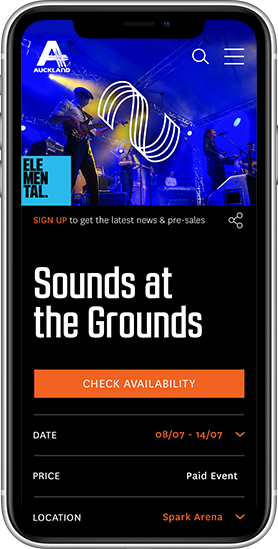 AUCKLAND
ELE
MEN
TAL.
SIGN UP to get the latest news & pre-sales
Sounds at
the Grounds
CHECK AVAILABILITY
DATE 08/07 - 14/07
PRICE Paid Event
LOCATION Spark Arena